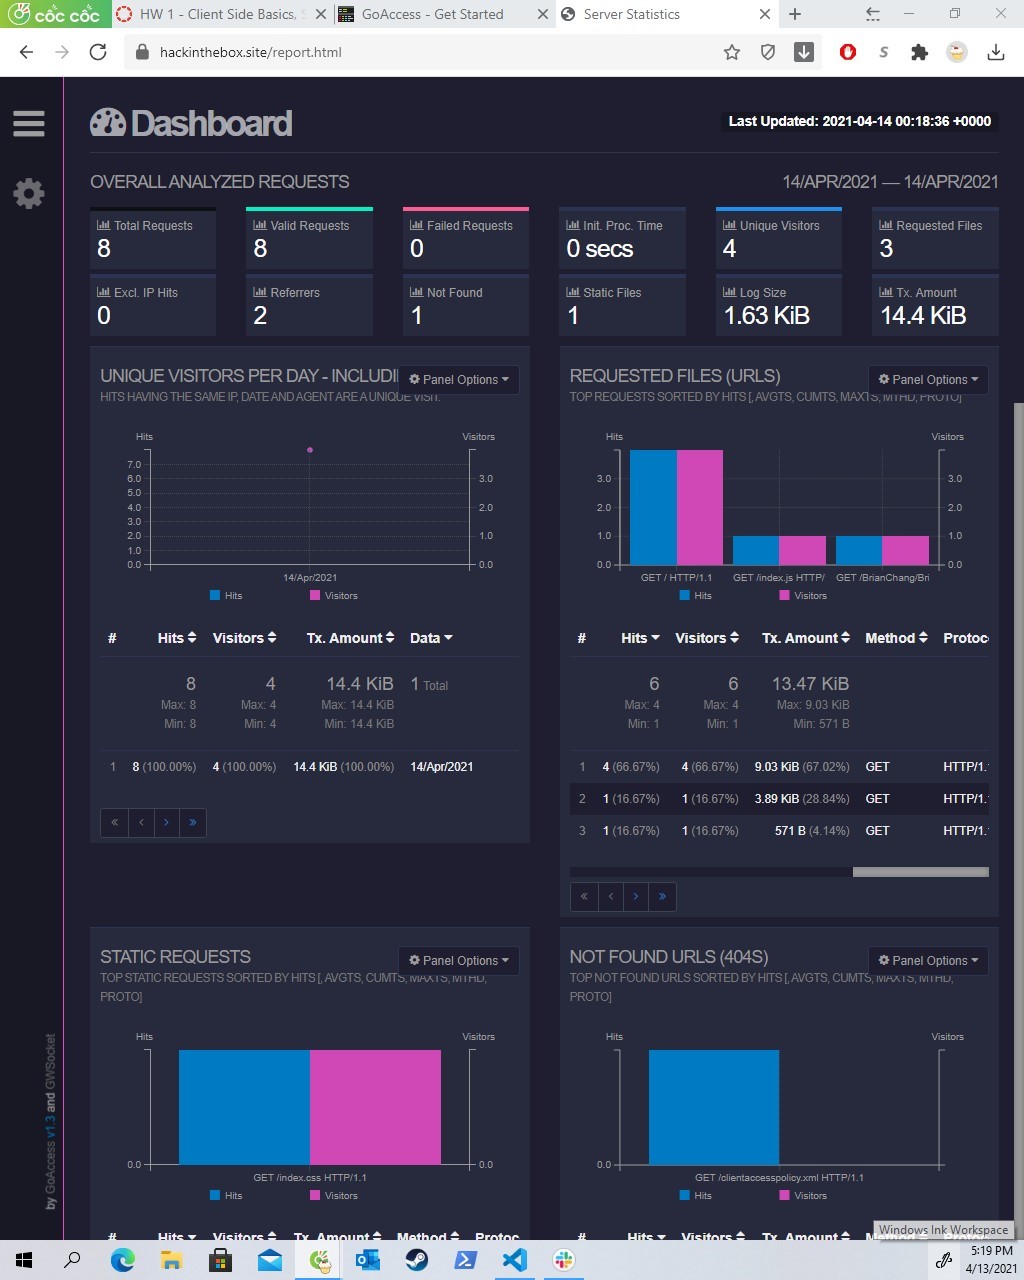 CỐC CỐC
HW 1 - Client Side Basics,
GoAccess - Get Started
Server Statistics
hackinthebox.site/report.html
Dashboard
Last Updated: 2021-04-14 00:18:36 +0000
OVERALL ANALYZED REQUESTS
14/APR/2021 — 14/APR/2021
Total Requests
8
Valid Requests
8
Failed Requests
0
Init. Proc. Time
0 secs
Unique Visitors
4
Requested Files
3
Excl. IP Hits
0
Referrers
2
Not Found
1
Static Files
1
Log Size
1.63 KiB
Tx. Amount
14.4 KiB
UNIQUE VISITORS PER DAY - INCLUDI
Panel Options
HITS HAVING THE SAME IP, DATE AND AGENT ARE A UNIQUE VISIT.
Hits Visitors
7.0
6.0
5.0
4.0
3.0
2.0
1.0
0.0
3.0
2.0
1.0
0.0
14/Apr/2021
Hits Visitors
# Hits Visitors Tx. Amount Data
8 4 14.4 KiB 1 Total
Max: 8 Max: 4 Max: 14.4 KiB
Min: 8 Min: 4 Min: 14.4 KiB
1 8 (100.00%) 4 (100.00%) 14.4 KiB (100.00%) 14/Apr/2021
« ‹ › »
REQUESTED FILES (URLS)
Panel Options
TOP REQUESTS SORTED BY HITS [, AVGTS, CUMTS, MAXTS, MTHD, PROTO]
Hits Visitors
3.0
2.0
1.0
0.0
3.0
2.0
1.0
0.0
GET / HTTP/1.1 GET /index.js HTTP/ GET /BrianChang/Bri
Hits Visitors
# Hits Visitors Tx. Amount Method Protoc
6 6 13.47 KiB
Max: 4 Max: 4 Max: 9.03 KiB
Min: 1 Min: 1 Min: 571 B
1 4 (66.67%) 4 (66.67%) 9.03 KiB (67.02%) GET HTTP/1.
2 1 (16.67%) 1 (16.67%) 3.89 KiB (28.84%) GET HTTP/1.
3 1 (16.67%) 1 (16.67%) 571 B (4.14%) GET HTTP/1.
« ‹ › »
STATIC REQUESTS
Panel Options
TOP STATIC REQUESTS SORTED BY HITS [, AVGTS, CUMTS, MAXTS, MTHD,
PROTO]
Hits Visitors
0.0 0.0
GET /index.css HTTP/1.1
Hits Visitors
# Hits Visitors Tx. Amount Method Protoc
NOT FOUND URLS (404S)
Panel Options
TOP NOT FOUND URLS SORTED BY HITS [, AVGTS, CUMTS, MAXTS, MTHD,
PROTO]
Hits Visitors
0.0 0.0
GET /clientaccesspolicy.xml HTTP/1.1
Hits Visitors
# Hits Visitors Tx. Amount Method Protoc
by GoAccess v1.3 and GWSocket
Windows Ink Workspace
5:19 PM
4/13/2021